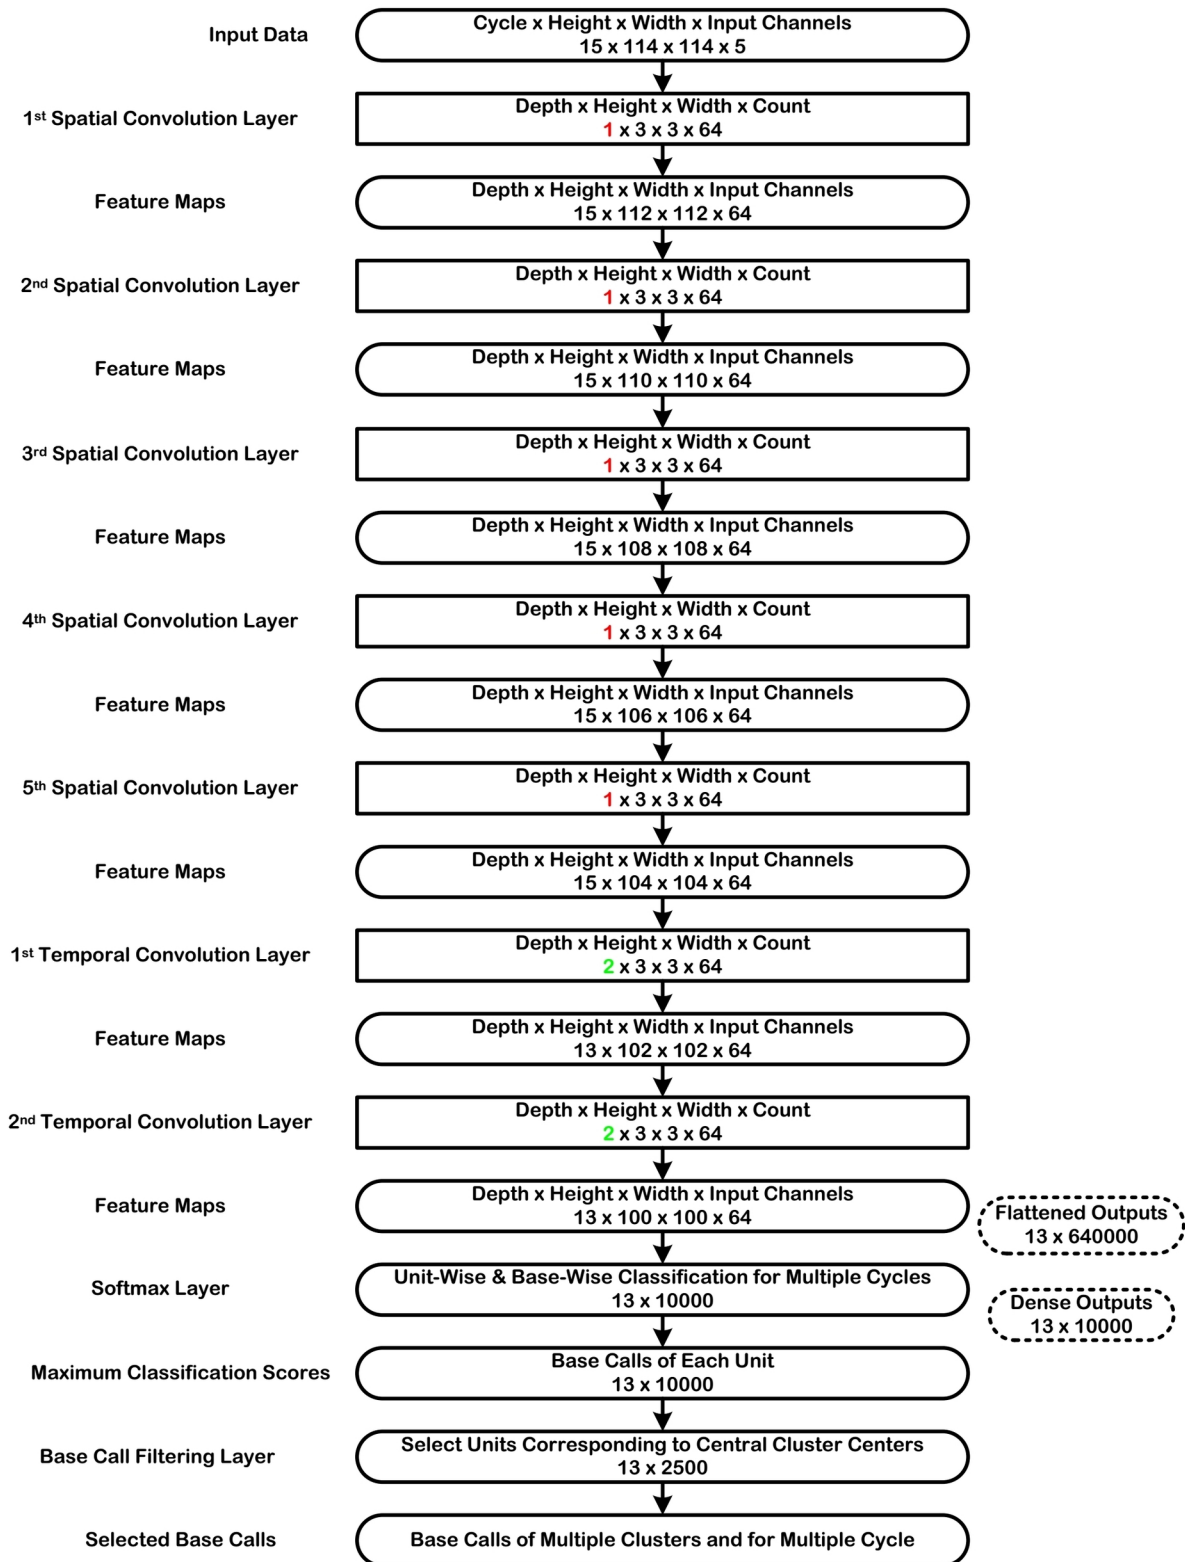 Input Data
Cycle x Height x Width x Input Channels
15 x 114 x 114 x 5
1st Spatial Convolution Layer
Depth x Height x Width x Count
1 x 3 x 3 x 64
Feature Maps
Depth x Height x Width x Input Channels
15 x 112 x 112 x 64
2nd Spatial Convolution Layer
Depth x Height x Width x Count
1 x 3 x 3 x 64
Feature Maps
Depth x Height x Width x Input Channels
15 x 110 x 110 x 64
3rd Spatial Convolution Layer
Depth x Height x Width x Count
1 x 3 x 3 x 64
Feature Maps
Depth x Height x Width x Input Channels
15 x 108 x 108 x 64
4th Spatial Convolution Layer
Depth x Height x Width x Count
1 x 3 x 3 x 64
Feature Maps
Depth x Height x Width x Input Channels
15 x 106 x 106 x 64
5th Spatial Convolution Layer
Depth x Height x Width x Count
1 x 3 x 3 x 64
Feature Maps
Depth x Height x Width x Input Channels
15 x 104 x 104 x 64
1st Temporal Convolution Layer
Depth x Height x Width x Count
2 x 3 x 3 x 64
Feature Maps
Depth x Height x Width x Input Channels
13 x 102 x 102 x 64
2nd Temporal Convolution Layer
Depth x Height x Width x Count
2 x 3 x 3 x 64
Feature Maps
Depth x Height x Width x Input Channels
13 x 100 x 100 x 64
Flattened Outputs
13 x 640000
Softmax Layer
Unit-Wise & Base-Wise Classification for Multiple Cycles
13 x 10000
Dense Outputs
13 x 10000
Maximum Classification Scores
Base Calls of Each Unit
13 x 10000
Base Call Filtering Layer
Select Units Corresponding to Central Cluster Centers
13 x 2500
Selected Base Calls
Base Calls of Multiple Clusters and for Multiple Cycle